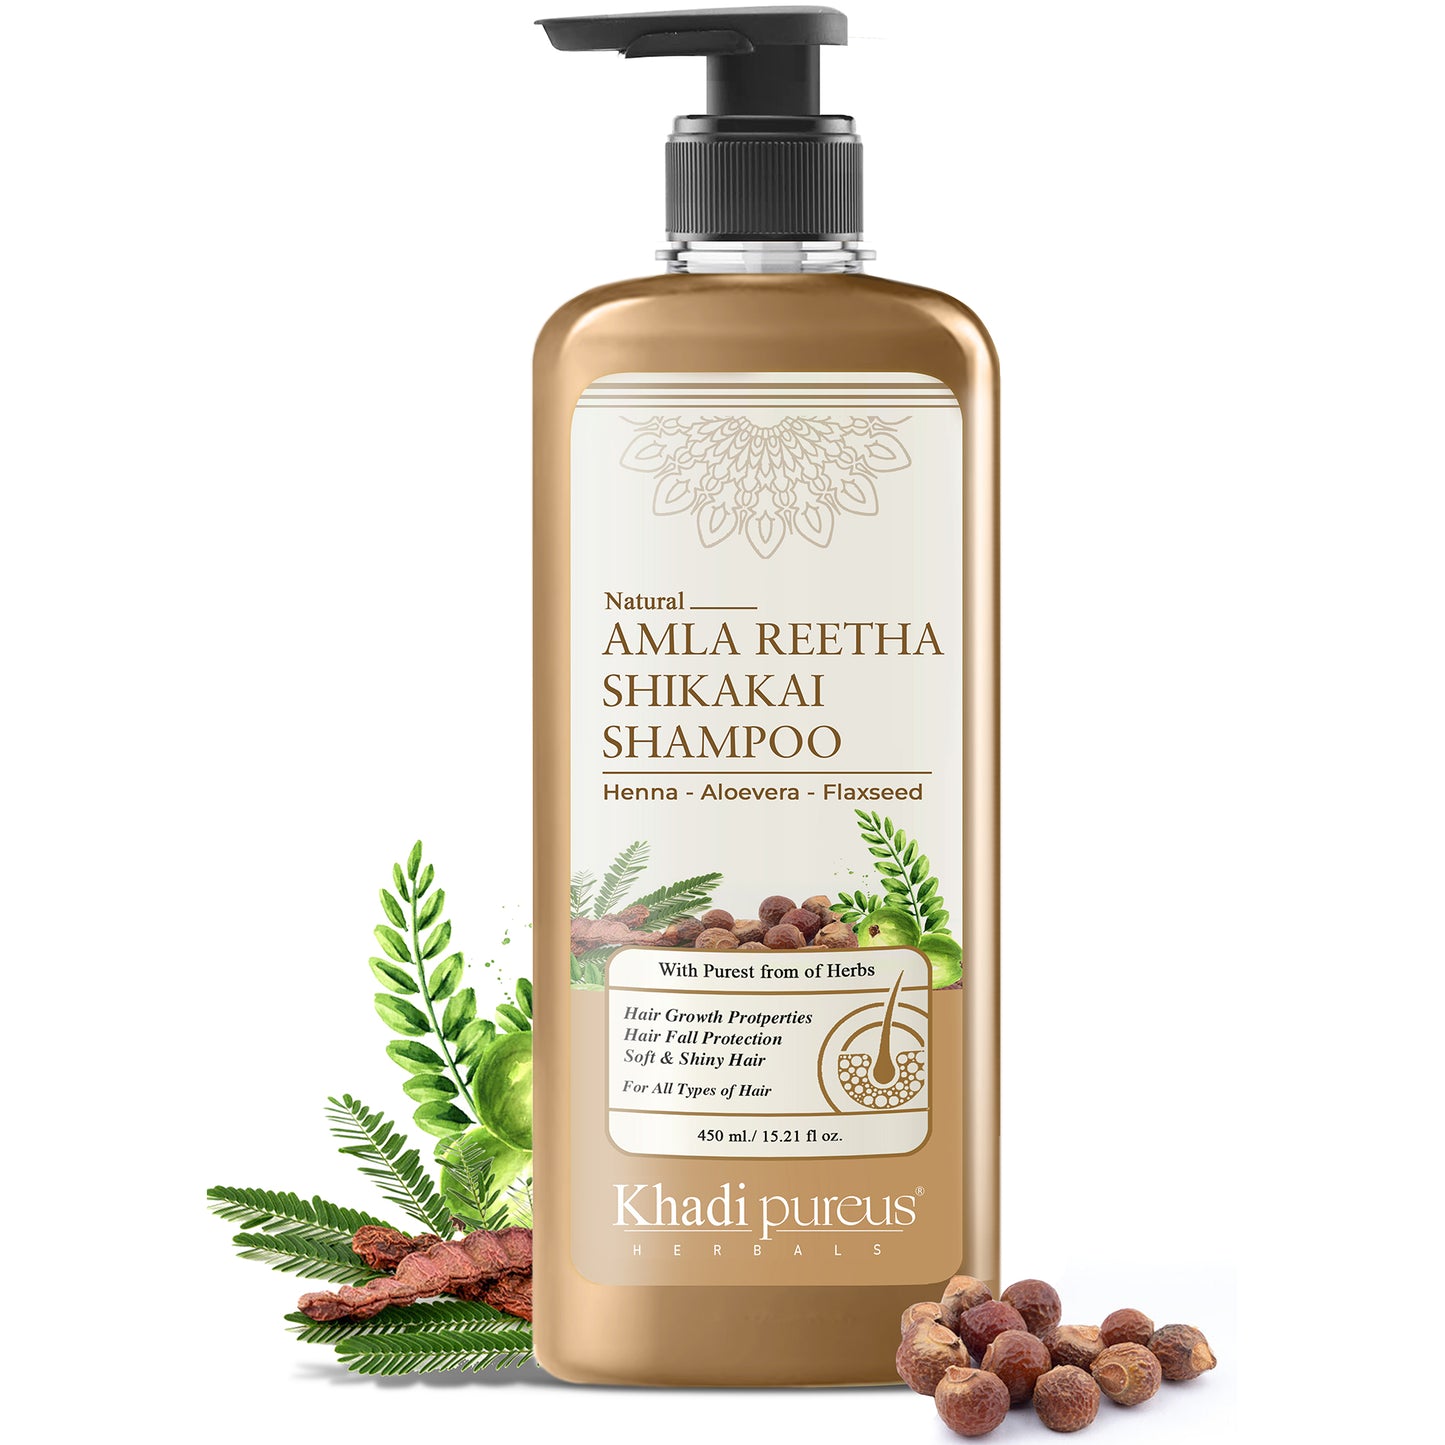 Natural
AMLA REETHA
SHIKAKAI
SHAMPOO
Henna - Aloevera - Flaxseed
With Purest from of Herbs
Hair Growth Protperties
Hair Fall Protection
Soft & Shiny Hair
For All Types of Hair
450 ml./ 15.21 fl oz.
Khadi pureus®
HERBALS